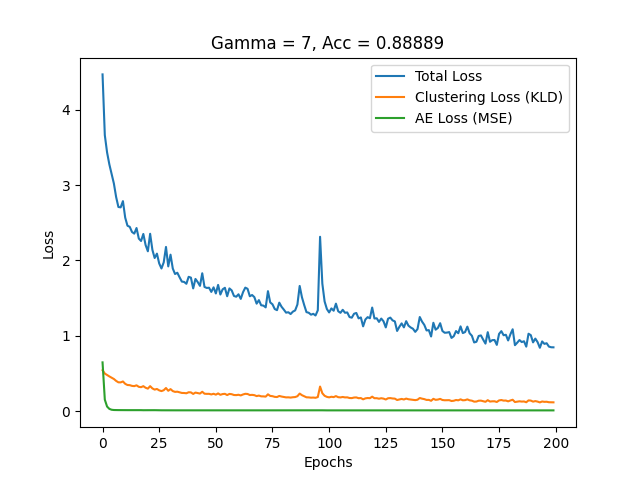 Gamma = 7, Acc = 0.88889
Total Loss
Clustering Loss (KLD)
AE Loss (MSE)
Loss
4
3
2
1
0
0 25 50 75 100 125 150 175 200
Epochs